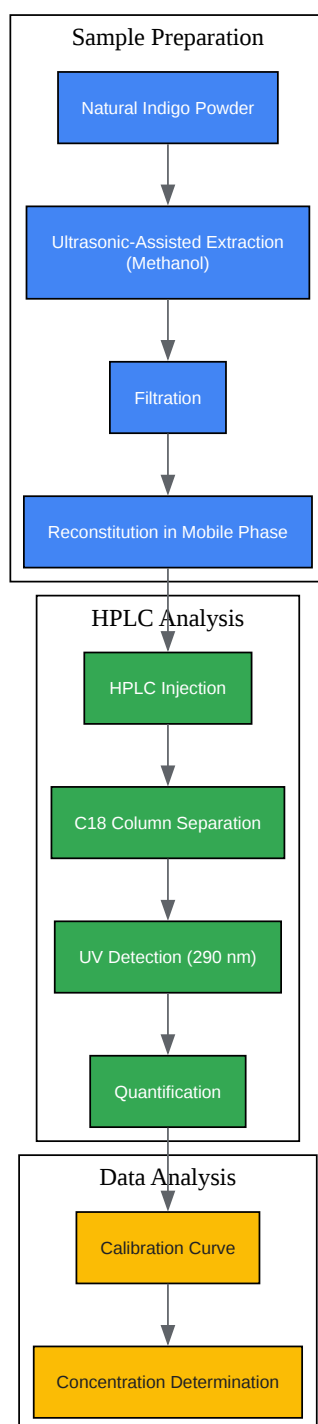 Sample Preparation
Natural Indigo Powder
Ultrasonic-Assisted Extraction
(Methanol)
Filtration
Reconstitution in Mobile Phase
HPLC Analysis
HPLC Injection
C18 Column Separation
UV Detection (290 nm)
Quantification
Data Analysis
Calibration Curve
Concentration Determination